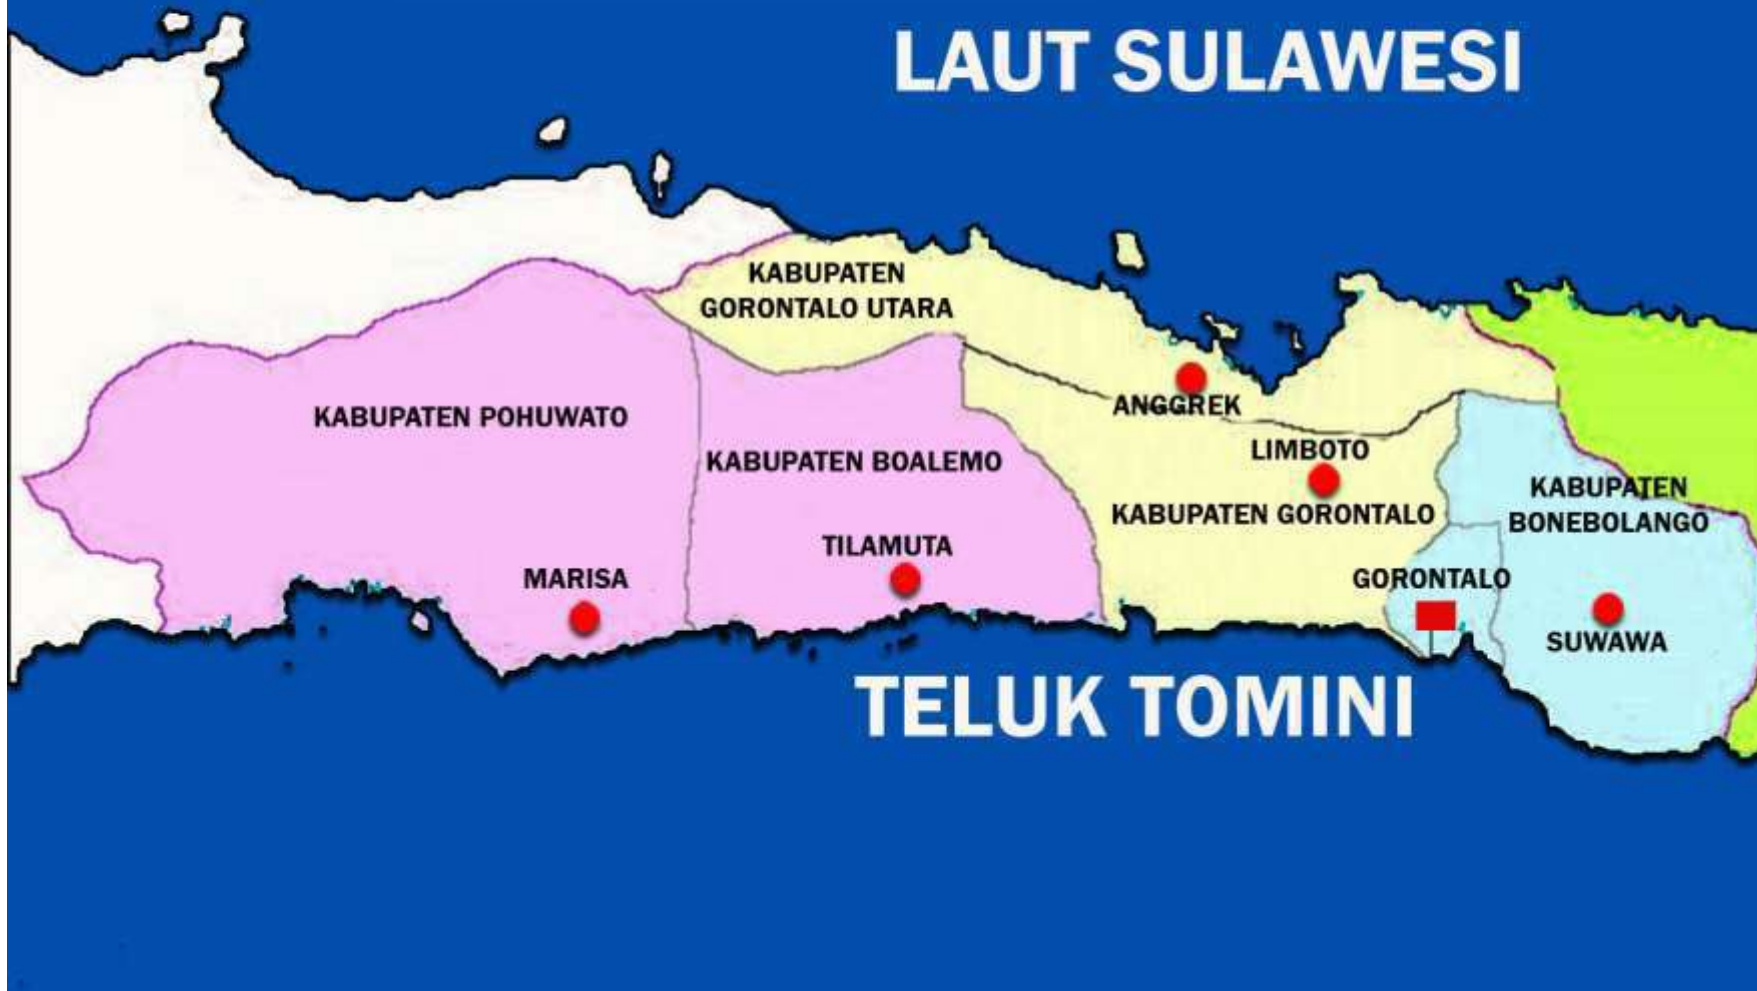 LAUT SULAWESI
KABUPATEN
GORONTALO UTARA
ANGGREK
KABUPATEN POHUWATO
LIMBOTO
KABUPATEN BOALEMO
KABUPATEN
BONEBOLANGO
KABUPATEN GORONTALO
TILAMUTA
MARISA
GORONTALO
SUWAWA
TELUK TOMINI